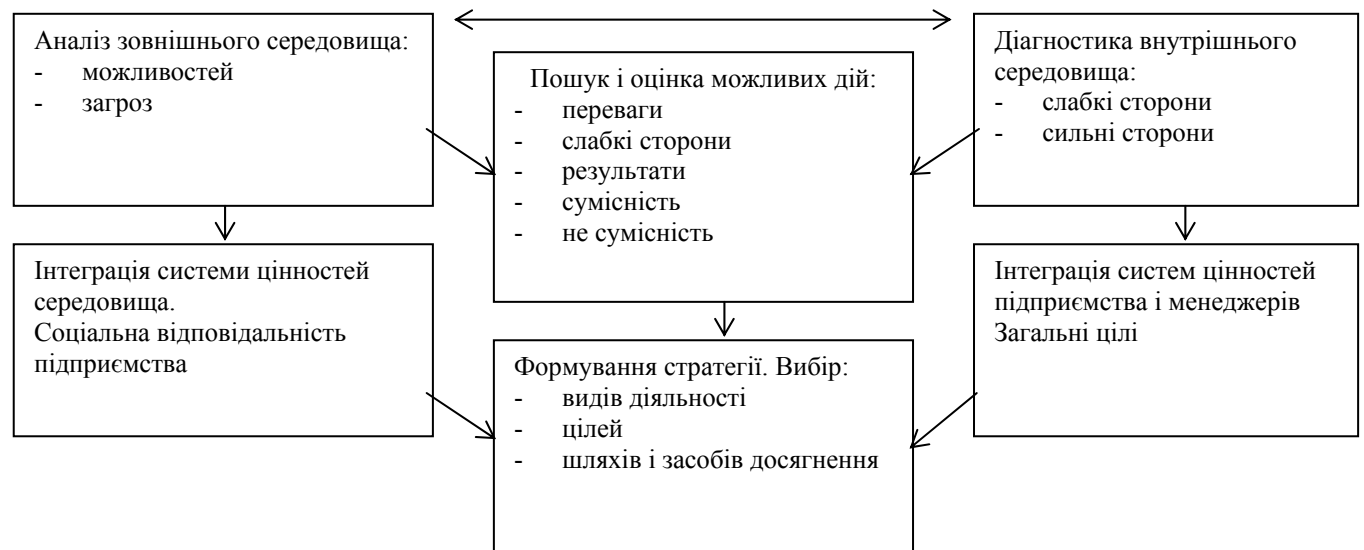 Аналіз зовнішнього середовища:
- можливостей
- загроз
Пошук і оцінка можливих дій:
- переваги
- слабкі сторони
- результати
- сумісність
- не сумісність
Діагностика внутрішнього
середовища:
- слабкі сторони
- сильні сторони
Інтеграція системи цінностей
середовища.
Соціальна відповідальність
підприємства
Формування стратегії. Вибір:
- видів діяльності
- цілей
- шляхів і засобів досягнення
Інтеграція систем цінностей
підприємства і менеджерів
Загальні цілі